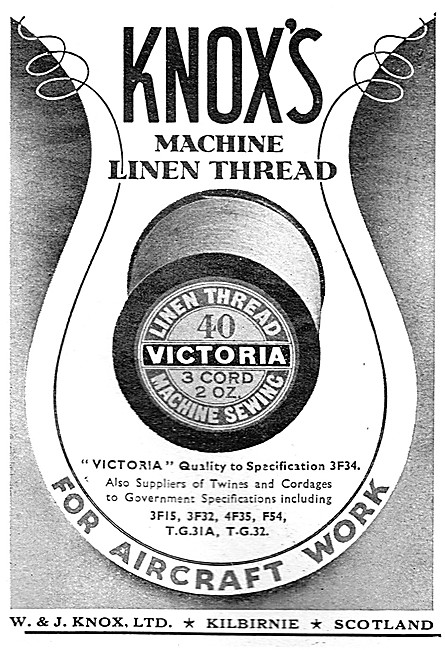 KNOX'S
MACHINE
LINEN THREAD
LINEN THREAD
40
VICTORIA
3 CORD
2 OZ.
MACHINE SEWING
"VICTORIA" Quality to Specification 3F34.
Also Suppliers of Twines and Cordages
to Government Specifications including
3F15, 3F32, 4F35, F54,
T.G.31A, T.G.32.
FOR AIRCRAFT WORK
W. & J. KNOX, LTD. ★ KILBIRNIE ★ SCOTLAND